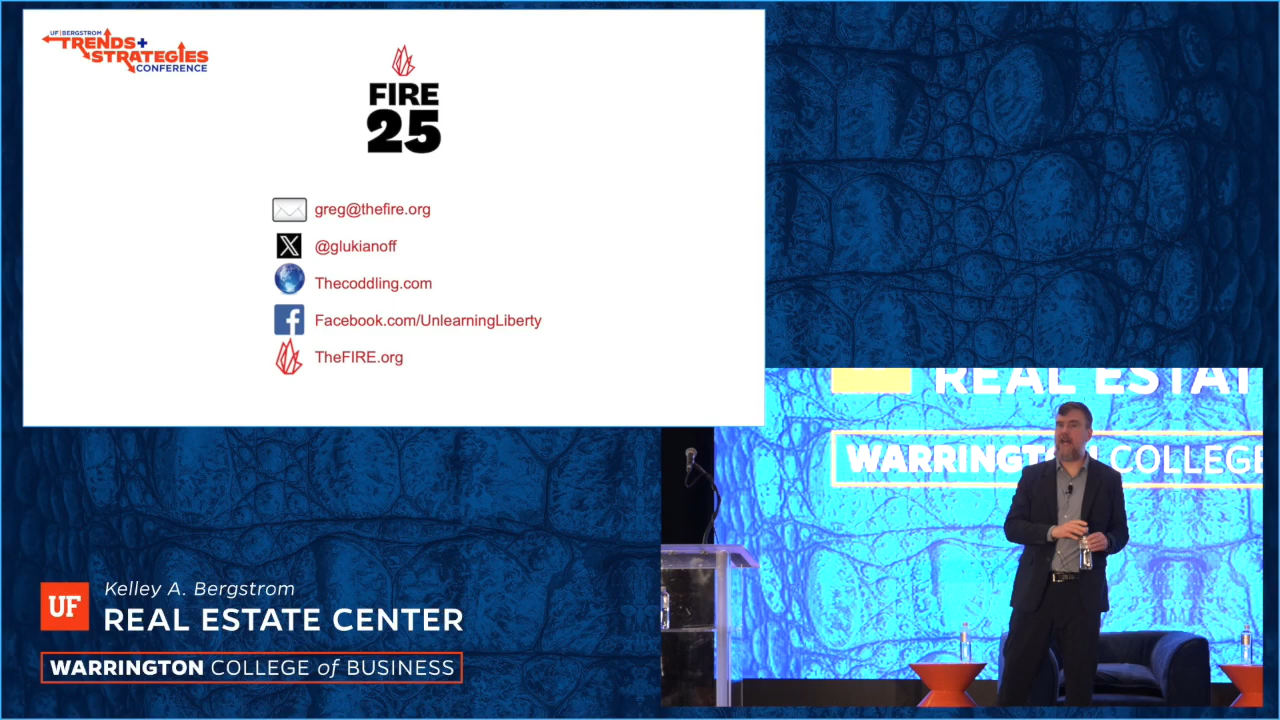 UF | BERGSTROM
TRENDS+
STRATEGIES
CONFERENCE
FIRE
25
greg@thefire.org
@glukianoff
Thecoddling.com
Facebook.com/UnlearningLiberty
TheFIRE.org
REAL ESTAT
WARRINGT COLLEGE
UF
Kelley A. Bergstrom
REAL ESTATE CENTER
WARRINGTON COLLEGE of BUSINESS